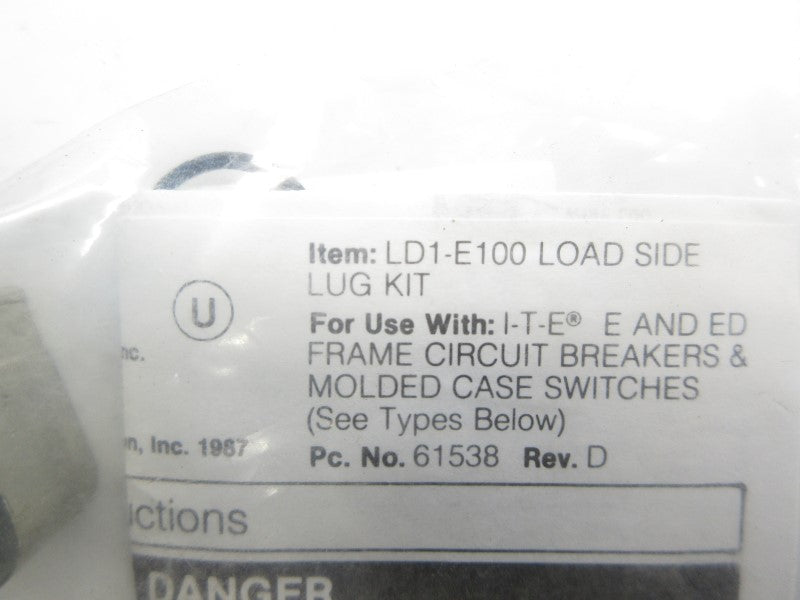 Item: LD1-E100 LOAD SIDE
LUG KIT
U
For Use With: I-T-E® E AND ED
nc.
FRAME CIRCUIT BREAKERS &
MOLDED CASE SWITCHES
(See Types Below)
n, Inc. 1987
Pc. No. 61538 Rev. D
uctions
DANGER